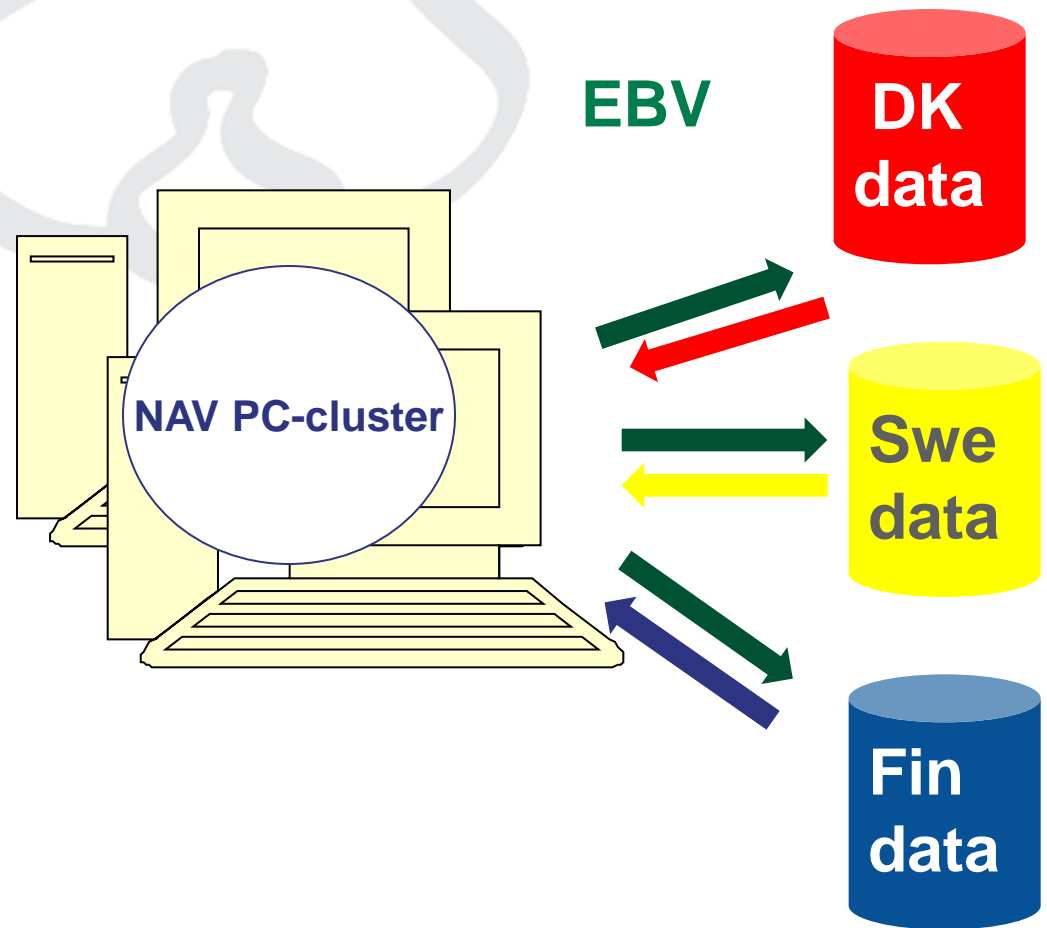 EBV
DK
data
NAV PC-cluster
Swe
data
Fin
data